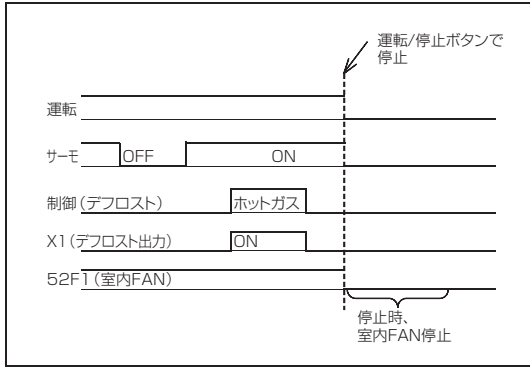 運転/停止ボタンで
停止
運転
サーモ
OFF
ON
制御(デフロスト)
ホットガス
X1(デフロスト出力)
ON
52F1(室内FAN)
停止時、
室内FAN停止